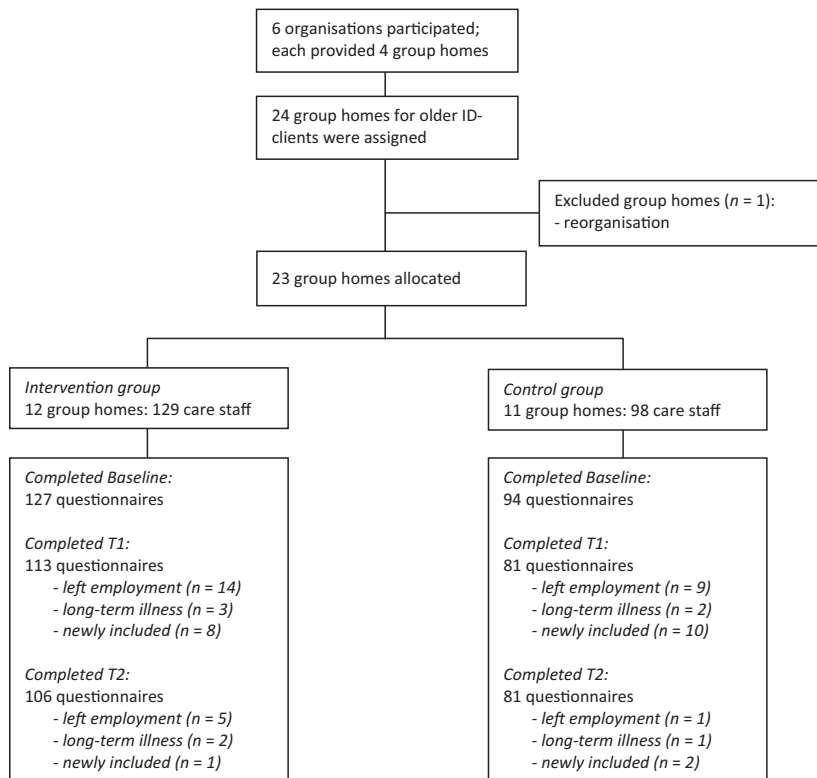 6 organisations participated;
each provided 4 group homes
24 group homes for older ID-
clients were assigned
Excluded group homes (n = 1):
- reorganisation
23 group homes allocated
Intervention group
12 group homes: 129 care staff
Completed Baseline:
127 questionnaires
Completed T1:
113 questionnaires
- left employment (n = 14)
- long-term illness (n = 3)
- newly included (n = 8)
Completed T2:
106 questionnaires
- left employment (n = 5)
- long-term illness (n = 2)
- newly included (n = 1)
Control group
11 group homes: 98 care staff
Completed Baseline:
94 questionnaires
Completed T1:
81 questionnaires
- left employment (n = 9)
- long-term illness (n = 2)
- newly included (n = 10)
Completed T2:
81 questionnaires
- left employment (n = 1)
- long-term illness (n = 1)
- newly included (n = 2)